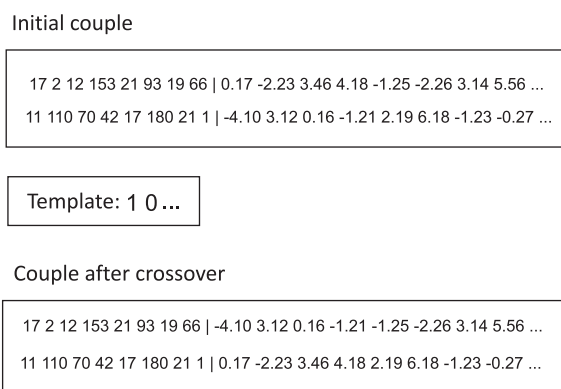 Initial couple
17 2 12 153 21 93 19 66 | 0.17 -2.23 3.46 4.18 -1.25 -2.26 3.14 5.56 ...
11 110 70 42 17 180 21 1 | -4.10 3.12 0.16 -1.21 2.19 6.18 -1.23 -0.27 ...
Template: 1 0 ...
Couple after crossover
17 2 12 153 21 93 19 66 | -4.10 3.12 0.16 -1.21 -1.25 -2.26 3.14 5.56 ...
11 110 70 42 17 180 21 1 | 0.17 -2.23 3.46 4.18 2.19 6.18 -1.23 -0.27 ...